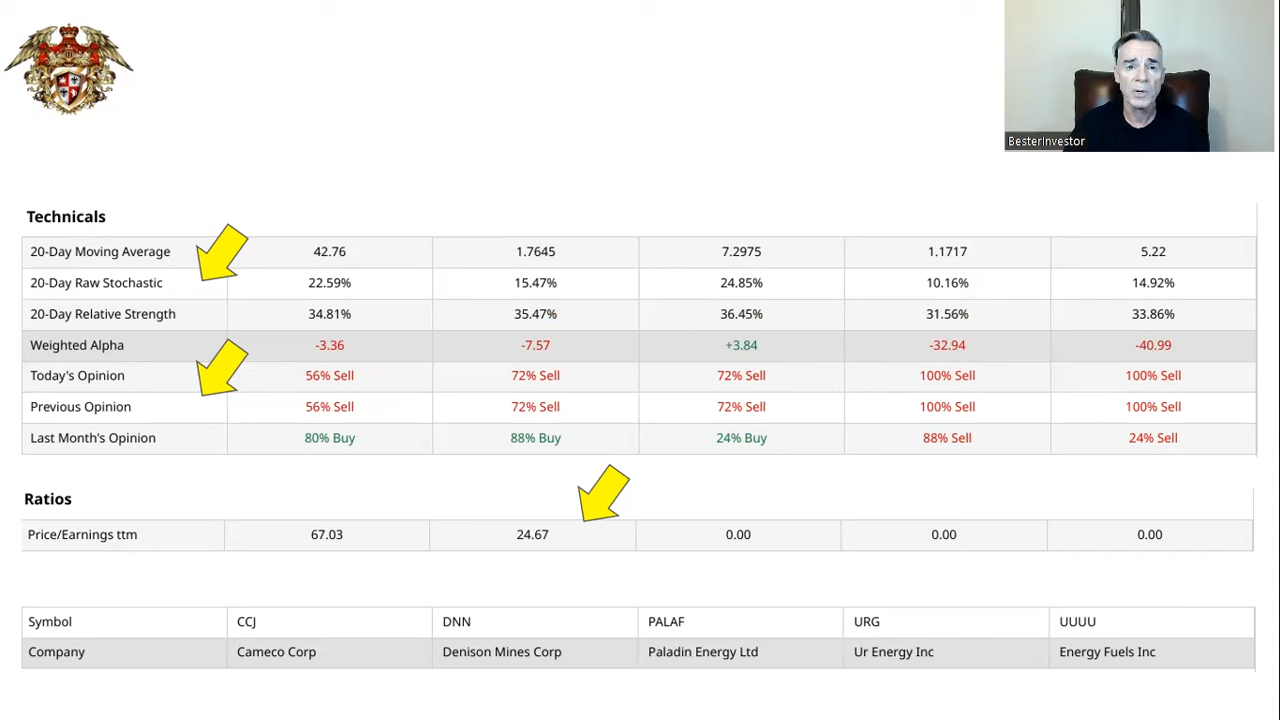 BesterInvestor
Technicals
20-Day Moving Average 42.76 1.7645 7.2975 1.1717 5.22
20-Day Raw Stochastic 22.59% 15.47% 24.85% 10.16% 14.92%
20-Day Relative Strength 34.81% 35.47% 36.45% 31.56% 33.86%
Weighted Alpha -3.36 -7.57 +3.84 -32.94 -40.99
Today's Opinion 56% Sell 72% Sell 72% Sell 100% Sell 100% Sell
Previous Opinion 56% Sell 72% Sell 72% Sell 100% Sell 100% Sell
Last Month's Opinion 80% Buy 88% Buy 24% Buy 88% Sell 24% Sell
Ratios
Price/Earnings ttm 67.03 24.67 0.00 0.00 0.00
Symbol CCJ DNN PALAF URG UUUU
Company Cameco Corp Denison Mines Corp Paladin Energy Ltd Ur Energy Inc Energy Fuels Inc